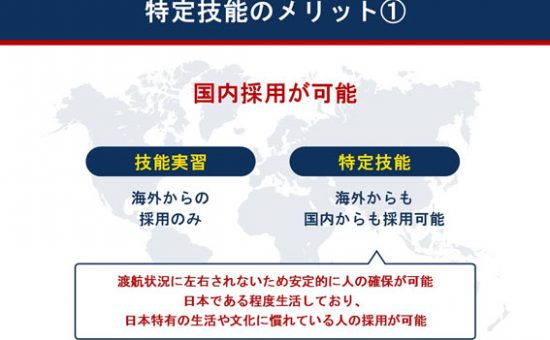 特定技能のメリット①
国内採用が可能
技能実習
海外からの
採用のみ
特定技能
海外からも
国内からも採用可能
渡航状況に左右されないため安定的に人の確保が可能
日本である程度生活しており、
日本特有の生活や文化に慣れている人の採用が可能